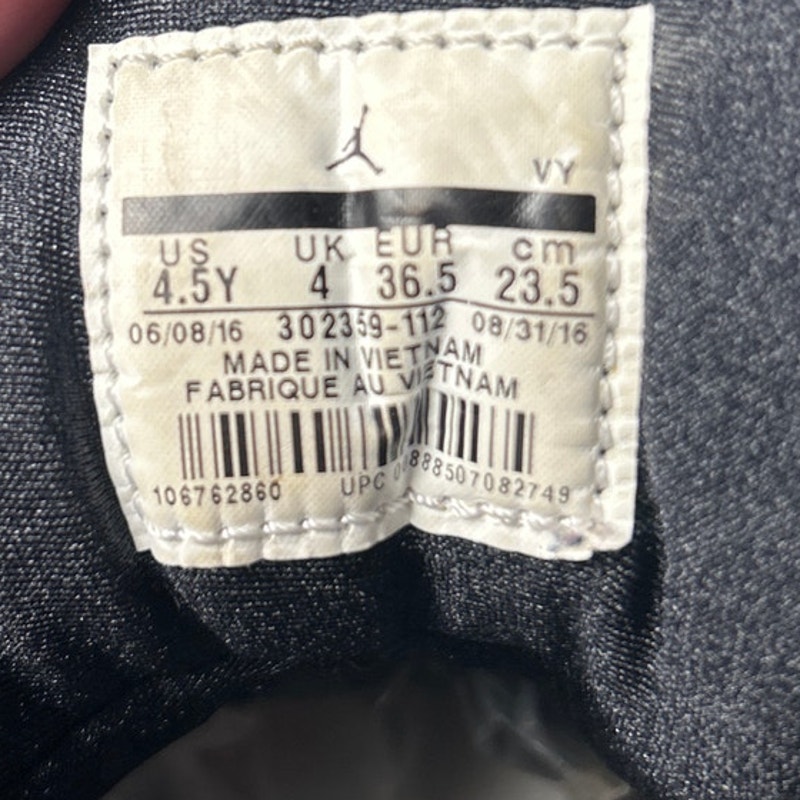 VY
US UK EUR cm
4.5Y 4 36.5 23.5
06/08/16 302359-112 08/31/16
MADE IN VIETNAM
FABRIQUE AU VIETNAM
106762860 UPC 00888507082749